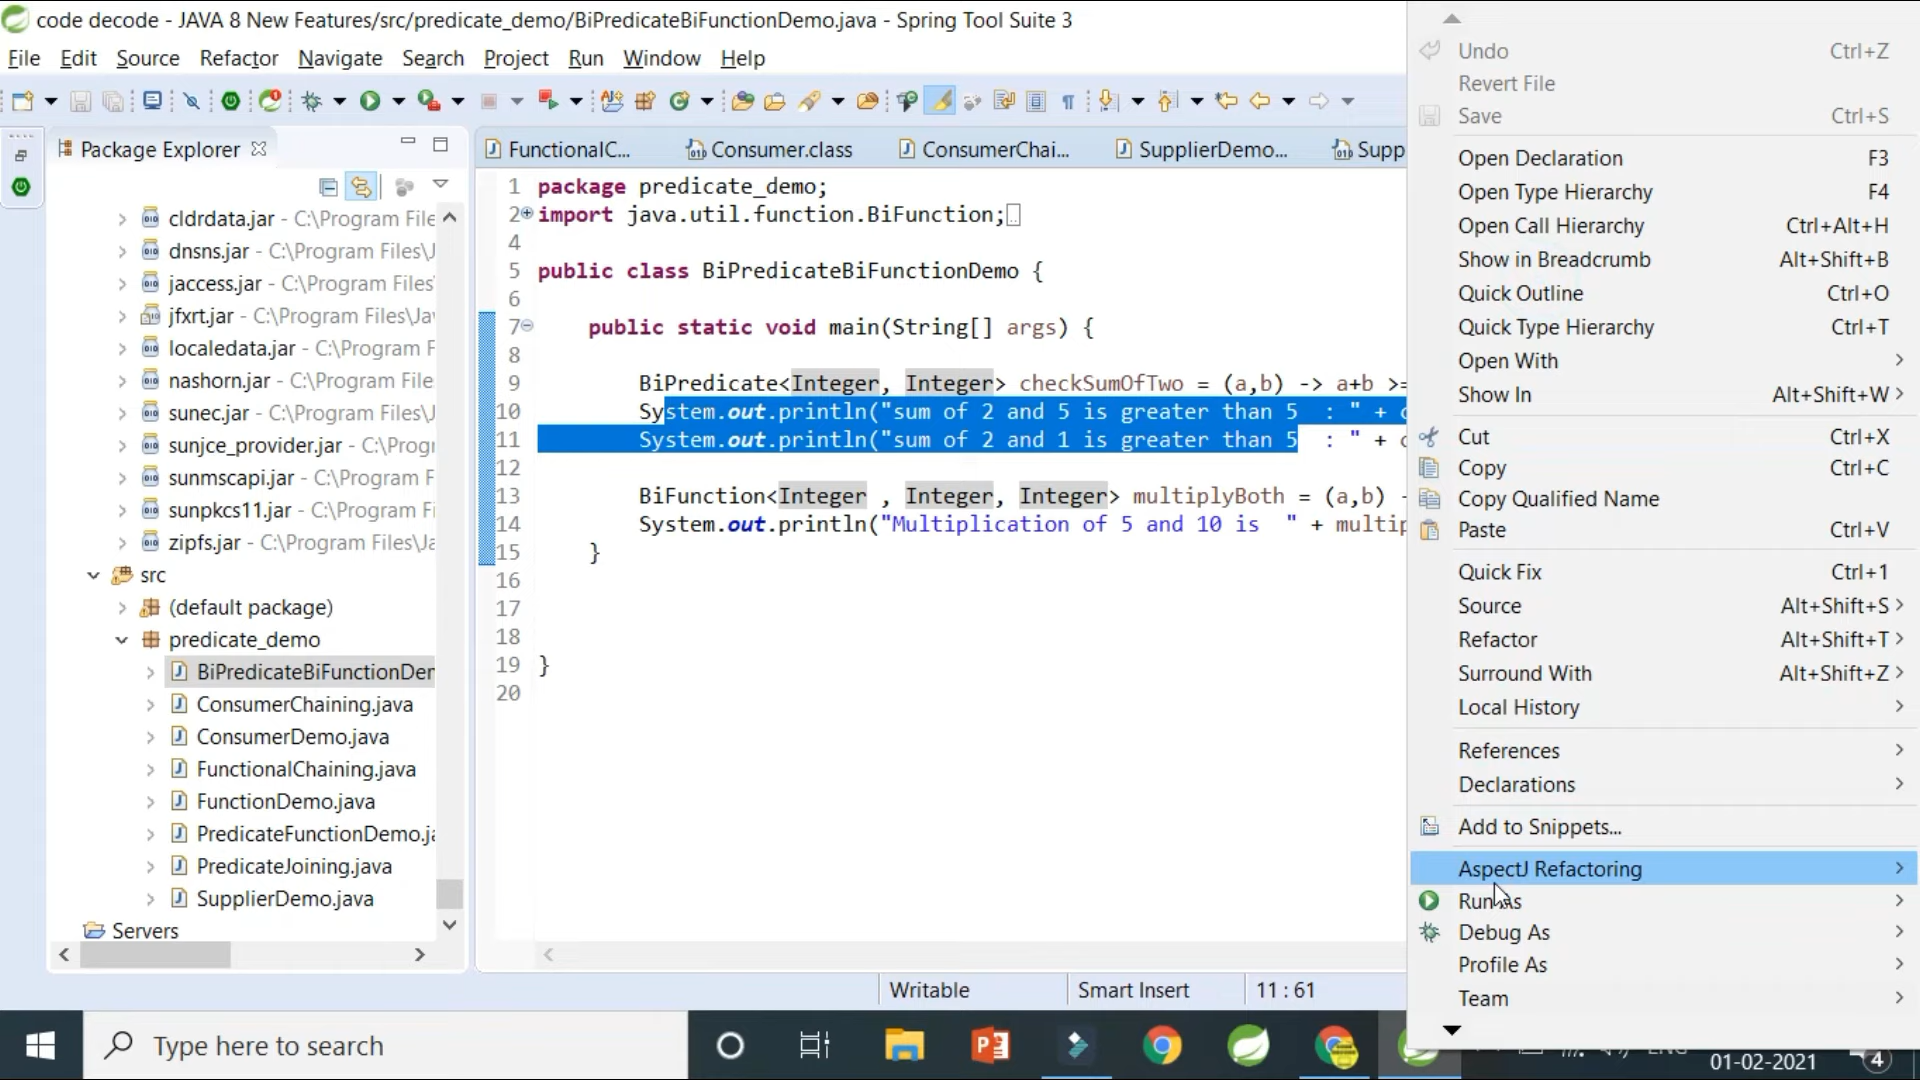 code decode - JAVA 8 New Features/src/predicate_demo/BiPredicateBiFunctionDemo.java - Spring Tool Suite 3
File Edit Source Refactor Navigate Search Project Run Window Help
Package Explorer
FunctionalC... Consumer.class ConsumerChai... SupplierDemo... Supp
cldrdata.jar - C:\Program File
dnsns.jar - C:\Program Files\J
jaccess.jar - C:\Program Files
jfxrt.jar - C:\Program Files\Ja
localedata.jar - C:\Program F
nashorn.jar - C:\Program File
sunec.jar - C:\Program Files\
sunjce_provider.jar - C:\Prog
sunmscapi.jar - C:\Program
sunpkcs11.jar - C:\Program F
zipfs.jar - C:\Program Files\Ja
src
(default package)
predicate_demo
BiPredicateBiFunctionDer
ConsumerChaining.java
ConsumerDemo.java
FunctionalChaining.java
FunctionDemo.java
PredicateFunctionDemo.ja
PredicateJoining.java
SupplierDemo.java
Servers
1 package predicate_demo;
2 import java.util.function.BiFunction;
4
5 public class BiPredicateBiFunctionDemo {
6
7 public static void main(String[] args) {
8
9 BiPredicate<Integer, Integer> checkSumOfTwo = (a,b) -> a+b >=
10 System.out.println("sum of 2 and 5 is greater than 5 : " + c
11 System.out.println("sum of 2 and 1 is greater than 5 : " + c
12
13 BiFunction<Integer , Integer, Integer> multiplyBoth = (a,b) -
14 System.out.println("Multiplication of 5 and 10 is " + multip
15 }
16
17
18
19 }
20
Writable Smart Insert 11 : 61
Undo Ctrl+Z
Revert File
Save Ctrl+S
Open Declaration F3
Open Type Hierarchy F4
Open Call Hierarchy Ctrl+Alt+H
Show in Breadcrumb Alt+Shift+B
Quick Outline Ctrl+O
Quick Type Hierarchy Ctrl+T
Open With
Show In Alt+Shift+W
Cut Ctrl+X
Copy Ctrl+C
Copy Qualified Name
Paste Ctrl+V
Quick Fix Ctrl+1
Source Alt+Shift+S
Refactor Alt+Shift+T
Surround With Alt+Shift+Z
Local History
References
Declarations
Add to Snippets...
AspectJ Refactoring
Run As
Debug As
Profile As
Team
Type here to search
01-02-2021
4